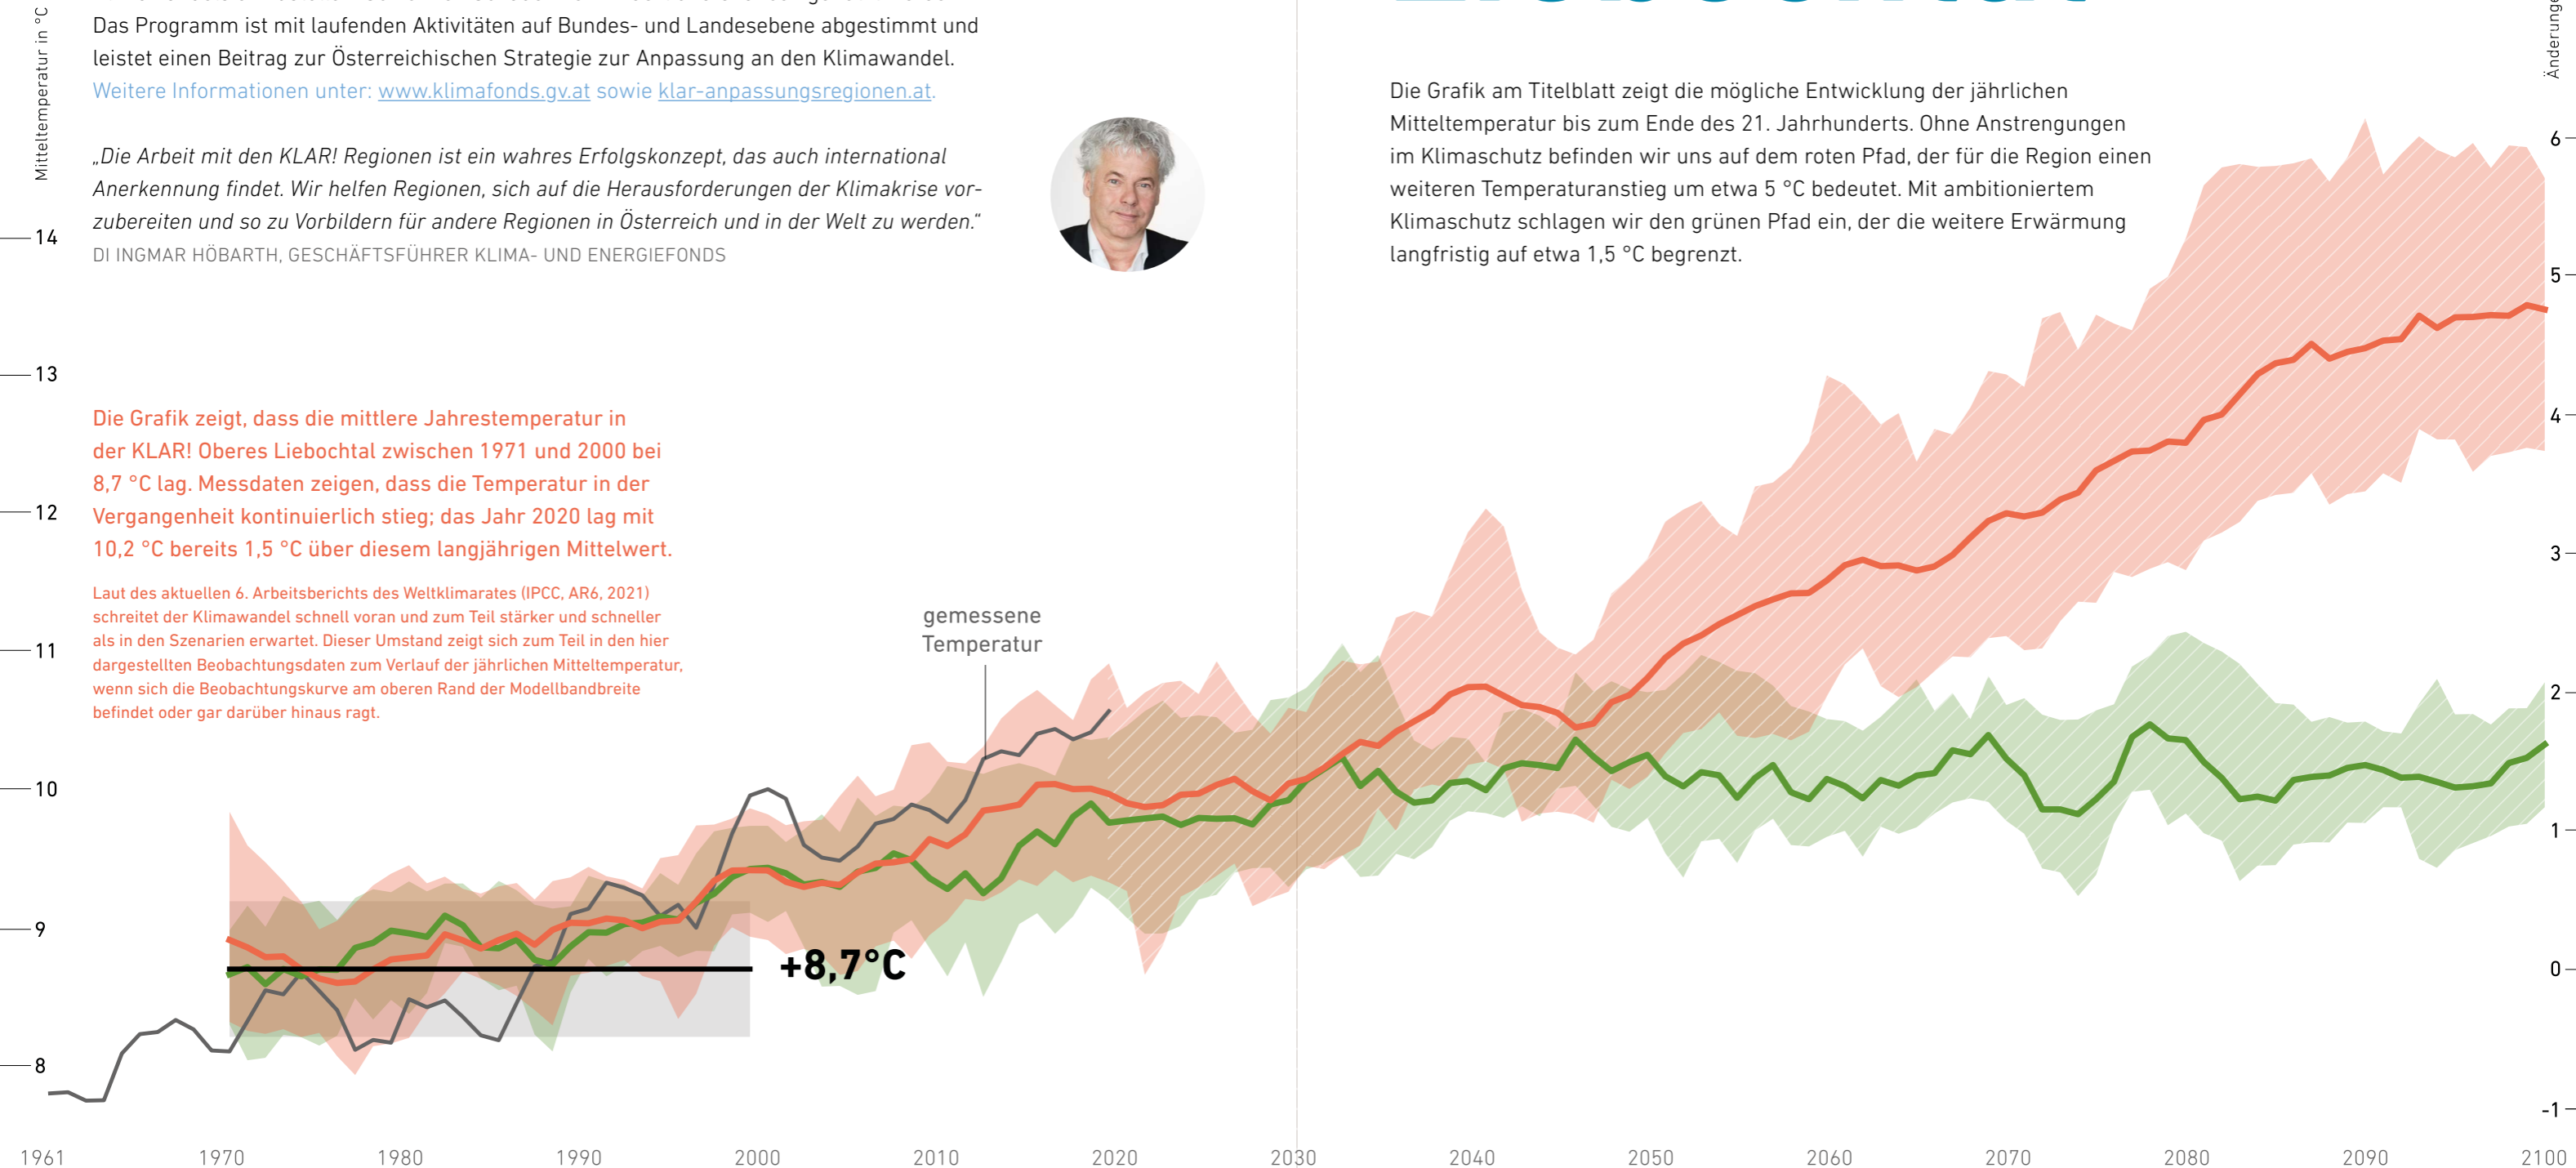 Mitteltemperatur in °C
Das Programm ist mit laufenden Aktivitäten auf Bundes- und Landesebene abgestimmt und
leistet einen Beitrag zur Österreichischen Strategie zur Anpassung an den Klimawandel.
Weitere Informationen unter: www.klimafonds.gv.at sowie klar-anpassungsregionen.at.
„Die Arbeit mit den KLAR! Regionen ist ein wahres Erfolgskonzept, das auch international
Anerkennung findet. Wir helfen Regionen, sich auf die Herausforderungen der Klimakrise vor-
zubereiten und so zu Vorbildern für andere Regionen in Österreich und in der Welt zu werden.“
DI INGMAR HÖBARTH, GESCHÄFTSFÜHRER KLIMA- UND ENERGIEFONDS
Die Grafik zeigt, dass die mittlere Jahrestemperatur in
der KLAR! Oberes Liebochtal zwischen 1971 und 2000 bei
8,7 °C lag. Messdaten zeigen, dass die Temperatur in der
Vergangenheit kontinuierlich stieg; das Jahr 2020 lag mit
10,2 °C bereits 1,5 °C über diesem langjährigen Mittelwert.
Laut des aktuellen 6. Arbeitsberichts des Weltklimarates (IPCC, AR6, 2021)
schreitet der Klimawandel schnell voran und zum Teil stärker und schneller
als in den Szenarien erwartet. Dieser Umstand zeigt sich zum Teil in den hier
dargestellten Beobachtungsdaten zum Verlauf der jährlichen Mitteltemperatur,
wenn sich die Beobachtungskurve am oberen Rand der Modellbandbreite
befindet oder gar darüber hinaus ragt.
Die Grafik am Titelblatt zeigt die mögliche Entwicklung der jährlichen
Mitteltemperatur bis zum Ende des 21. Jahrhunderts. Ohne Anstrengungen
im Klimaschutz befinden wir uns auf dem roten Pfad, der für die Region einen
weiteren Temperaturanstieg um etwa 5 °C bedeutet. Mit ambitioniertem
Klimaschutz schlagen wir den grünen Pfad ein, der die weitere Erwärmung
langfristig auf etwa 1,5 °C begrenzt.
gemessene
Temperatur
+8,7°C
14
13
12
11
10
9
8
6
5
4
3
2
1
0
-1
1961 1970 1980 1990 2000 2010 2020 2030 2040 2050 2060 2070 2080 2090 2100